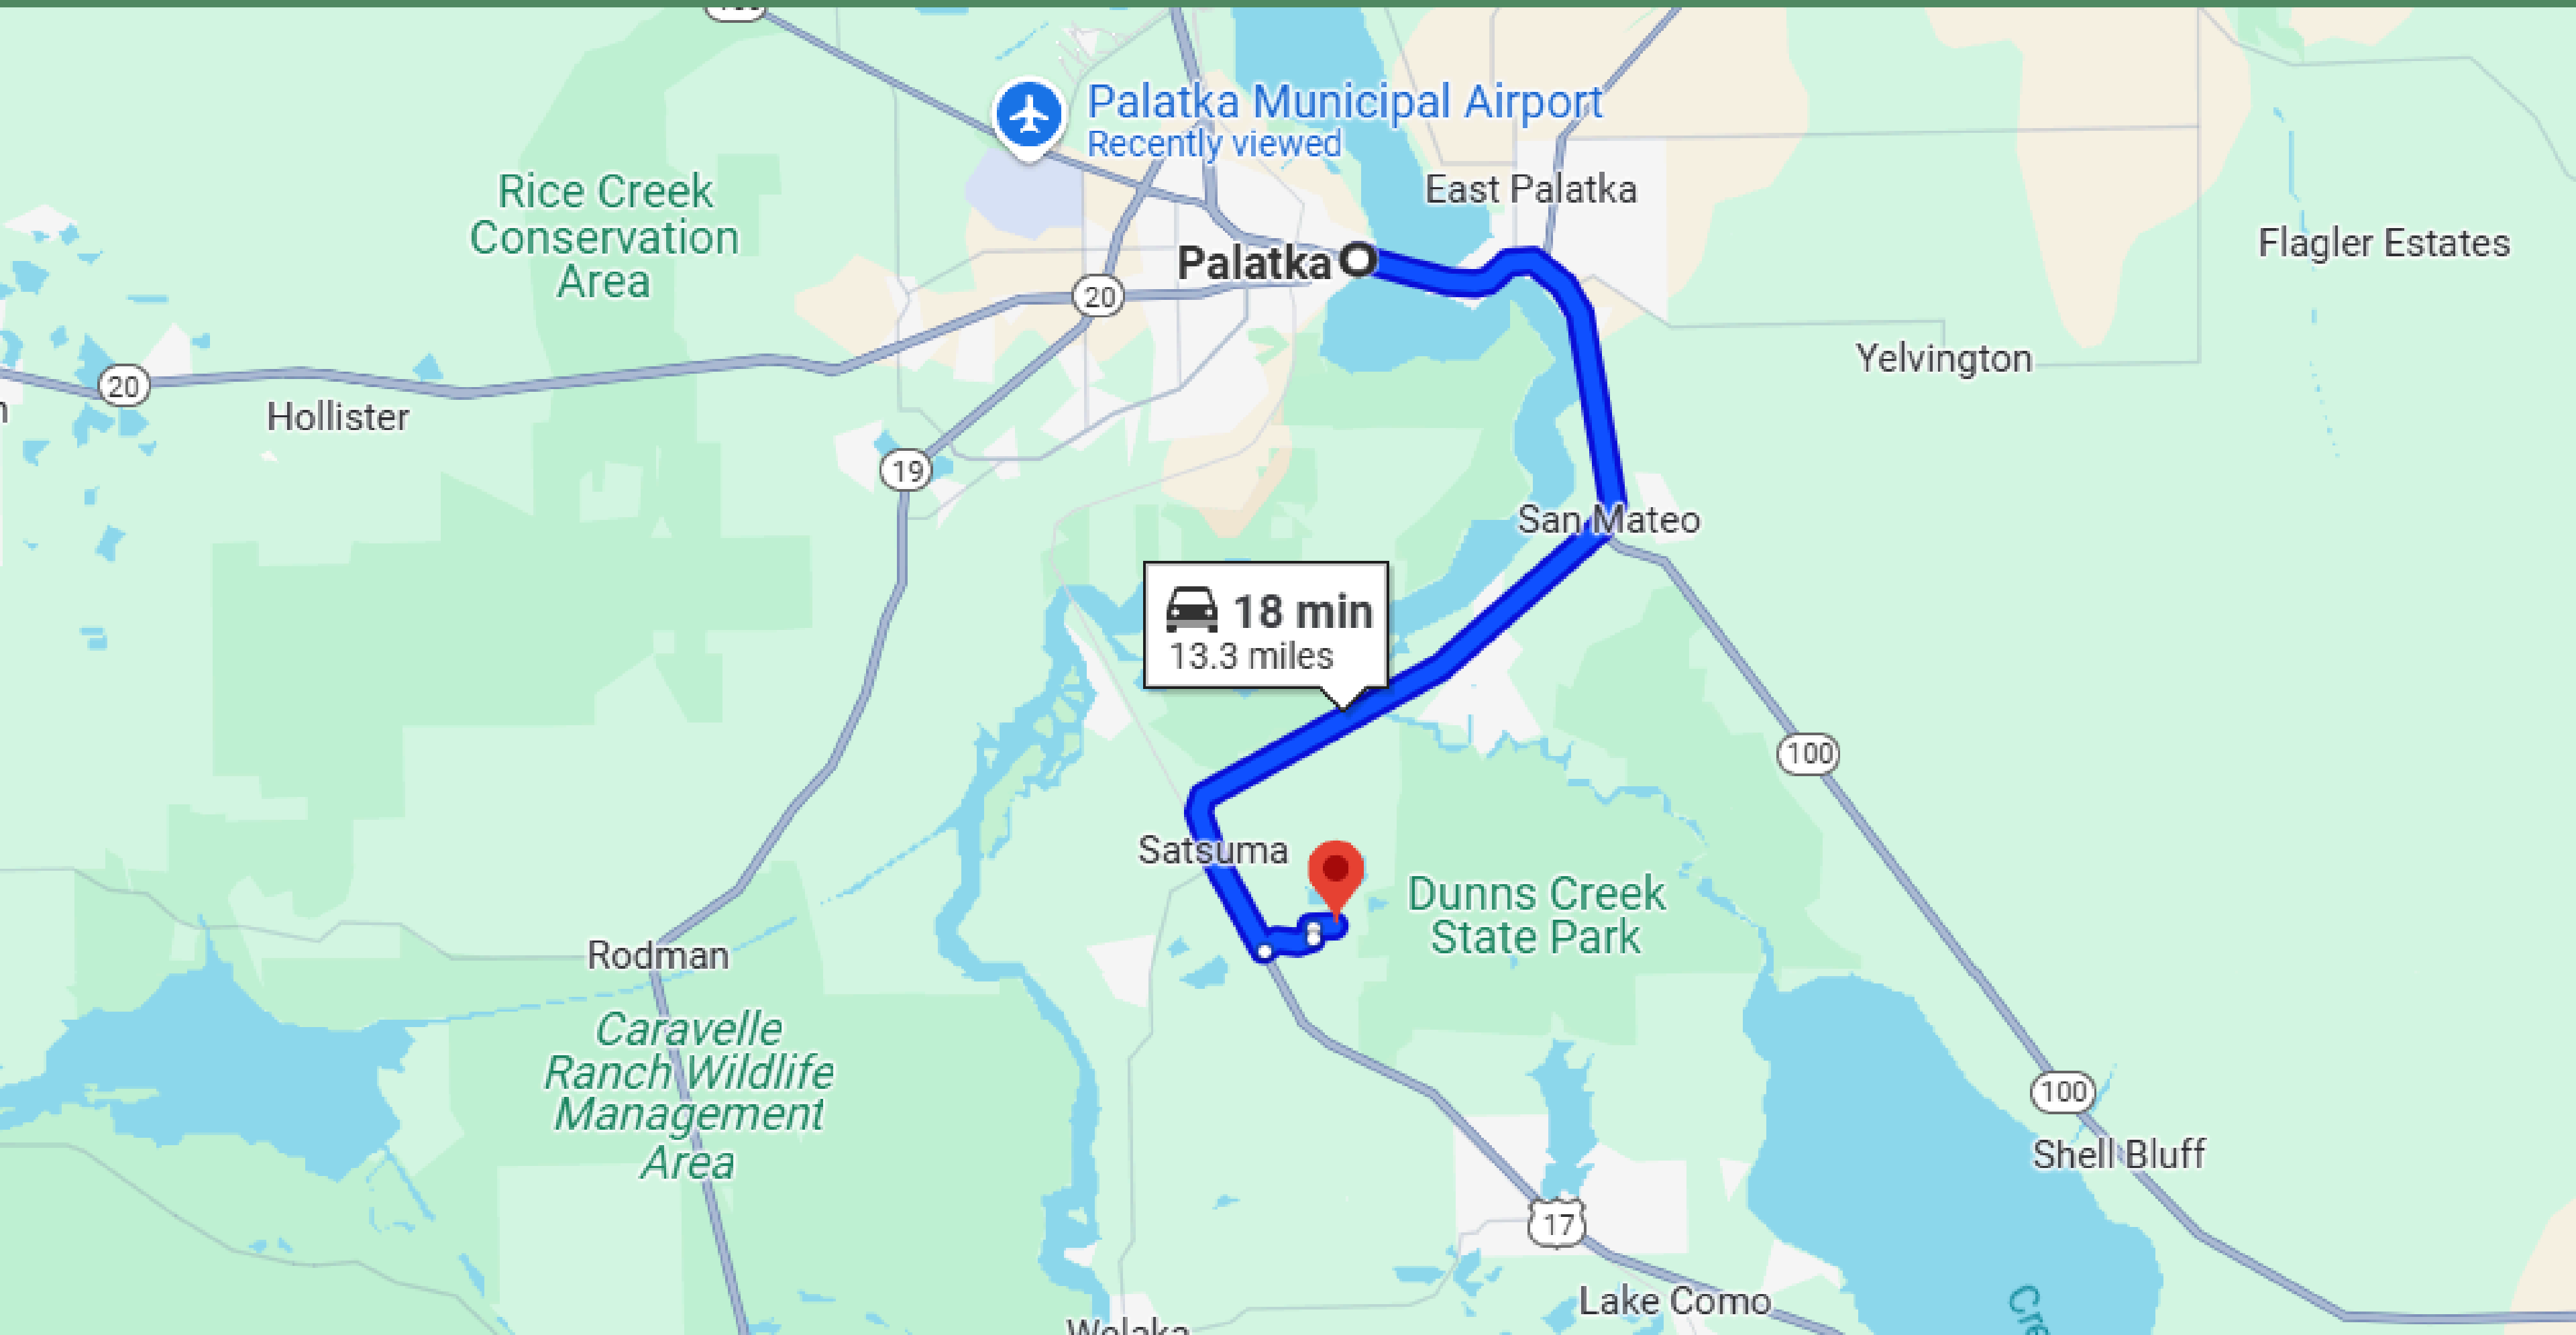 Palatka Municipal Airport
Recently viewed
Rice Creek
Conservation
Area
East Palatka
Flagler Estates
Palatka
20
Yelvington
20
Hollister
19
San Mateo
18 min
13.3 miles
100
Satsuma
Dunns Creek
State Park
Rodman
Caravelle
Ranch Wildlife
Management
Area
100
Shell Bluff
17
Lake Como